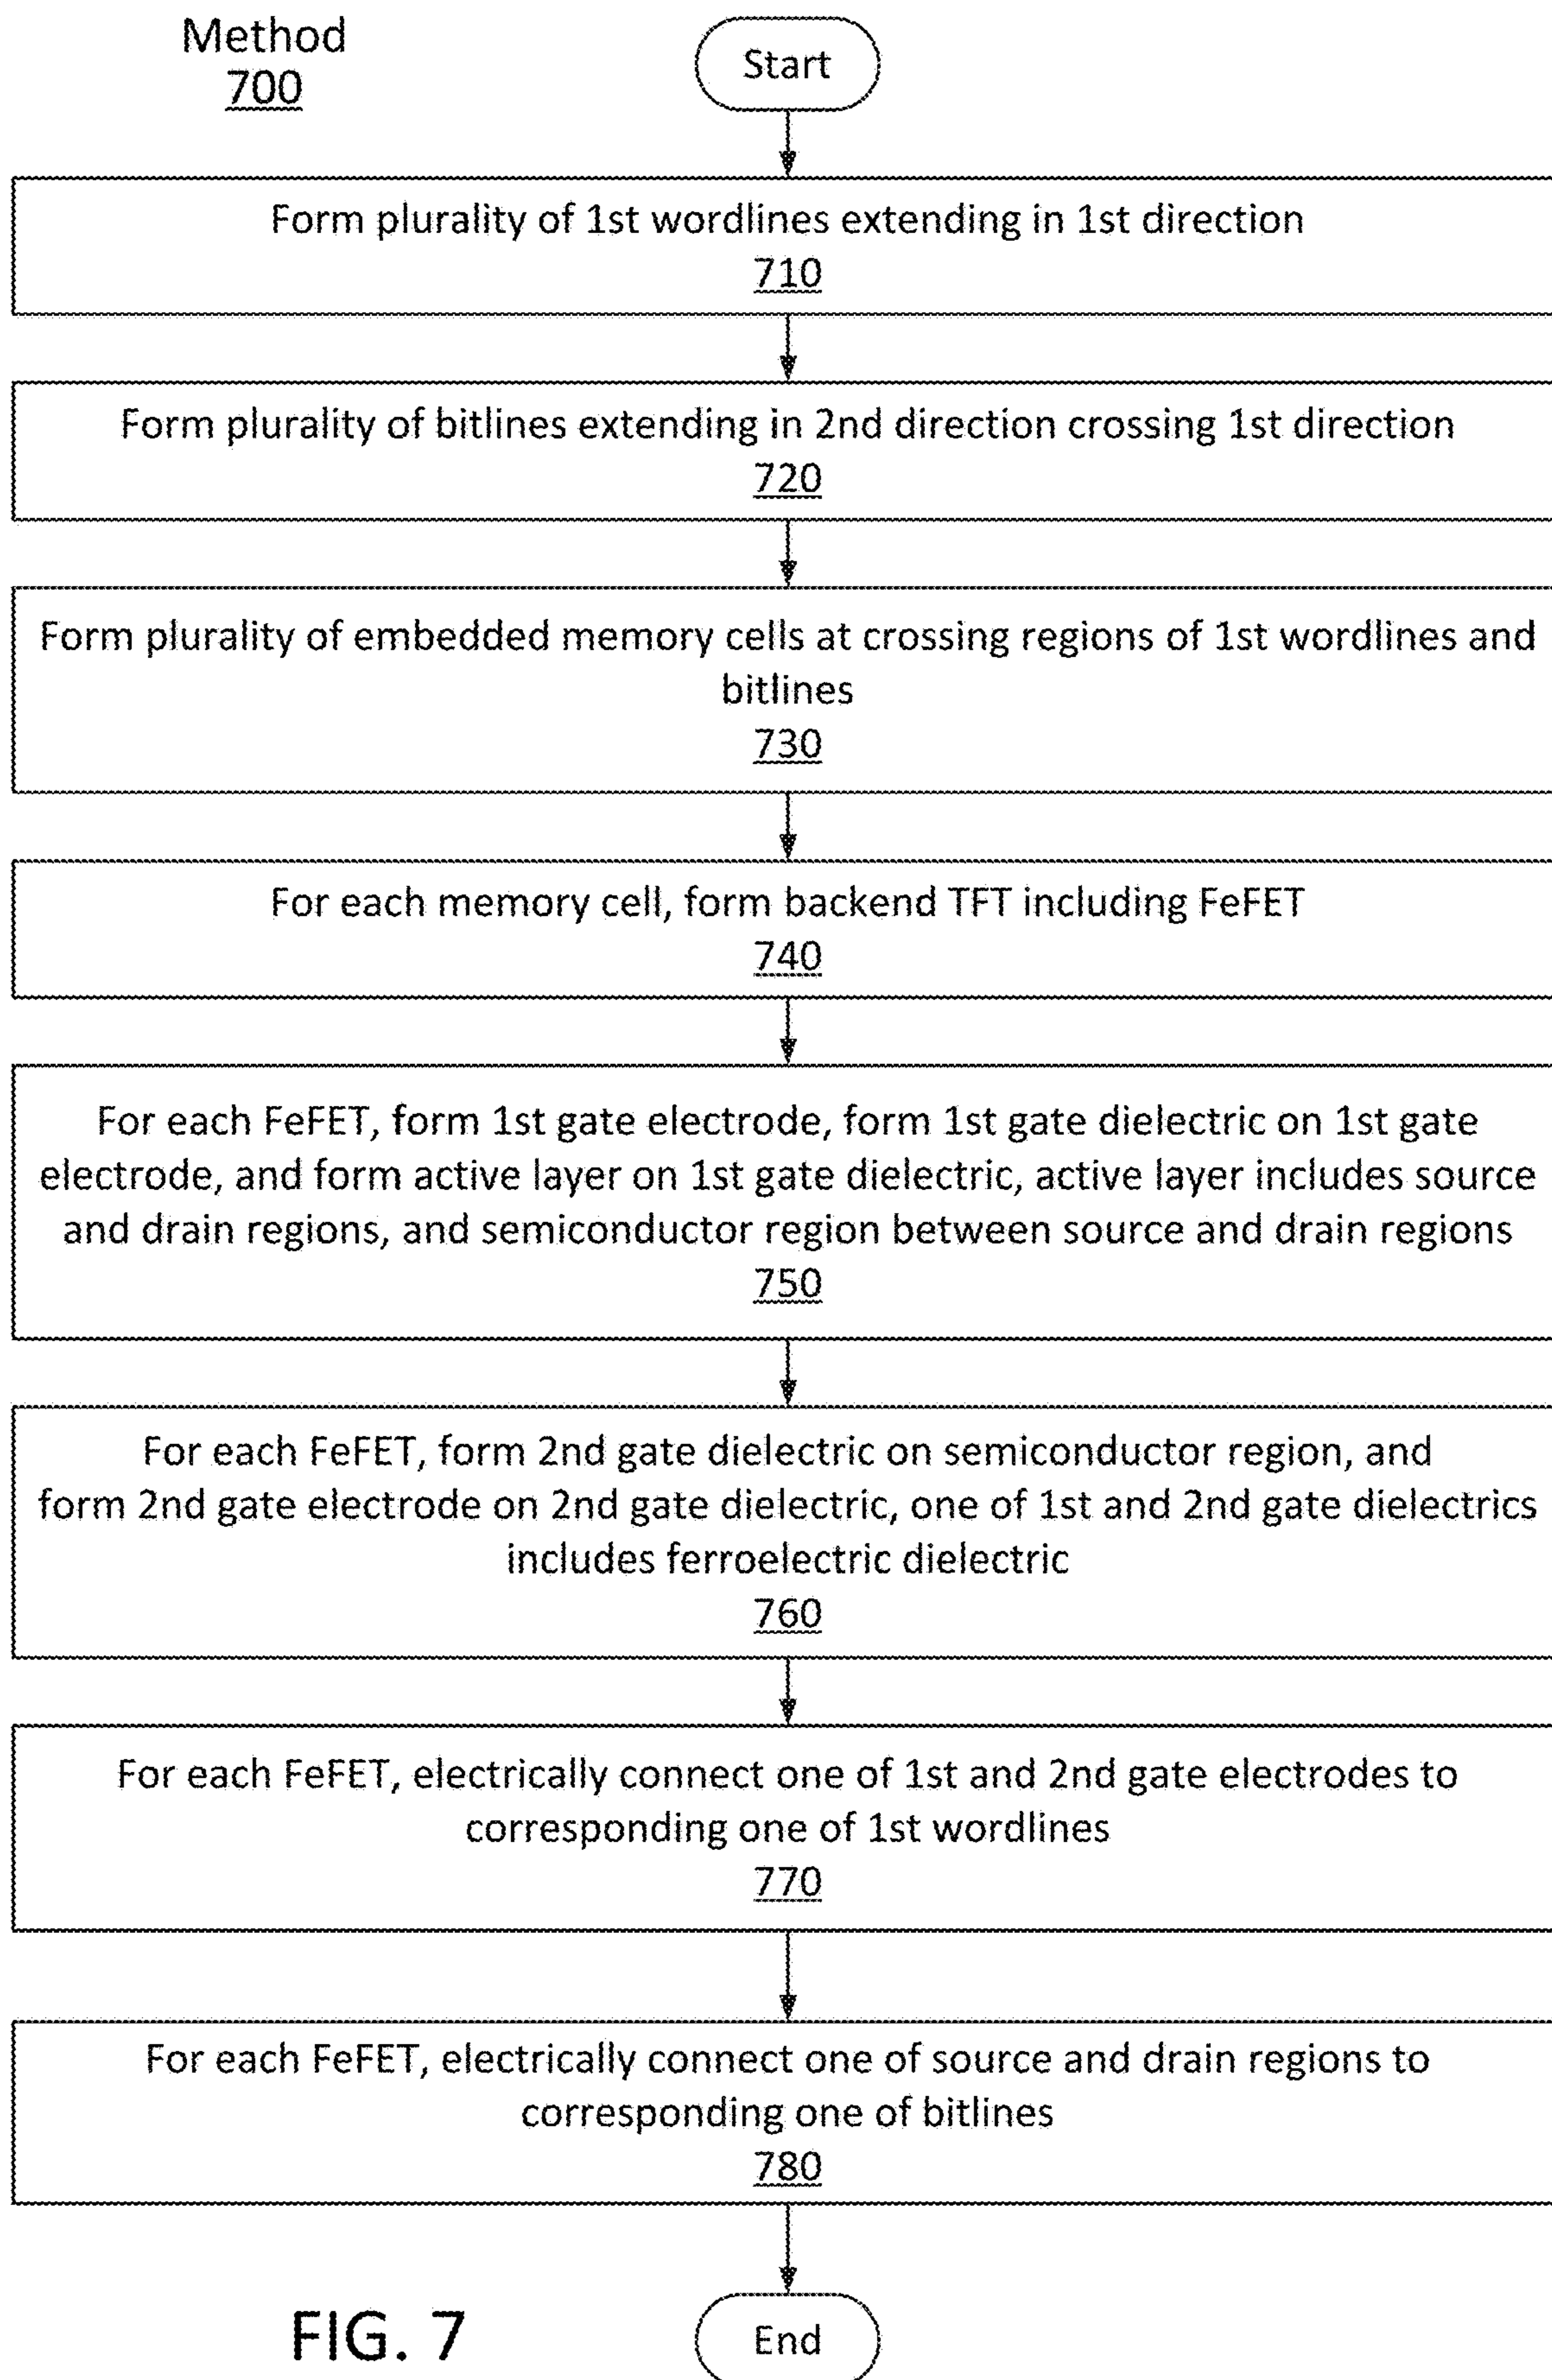 Method
700
Start
Form plurality of 1st wordlines extending in 1st direction
710
Form plurality of bitlines extending in 2nd direction crossing 1st direction
720
Form plurality of embedded memory cells at crossing regions of 1st wordlines and
bitlines
730
For each memory cell, form backend TFT including FeFET
740
For each FeFET, form 1st gate electrode, form 1st gate dielectric on 1st gate
electrode, and form active layer on 1st gate dielectric, active layer includes source
and drain regions, and semiconductor region between source and drain regions
750
For each FeFET, form 2nd gate dielectric on semiconductor region, and
form 2nd gate electrode on 2nd gate dielectric, one of 1st and 2nd gate dielectrics
includes ferroelectric dielectric
760
For each FeFET, electrically connect one of 1st and 2nd gate electrodes to
corresponding one of 1st wordlines
770
For each FeFET, electrically connect one of source and drain regions to
corresponding one of bitlines
780
FIG. 7
End